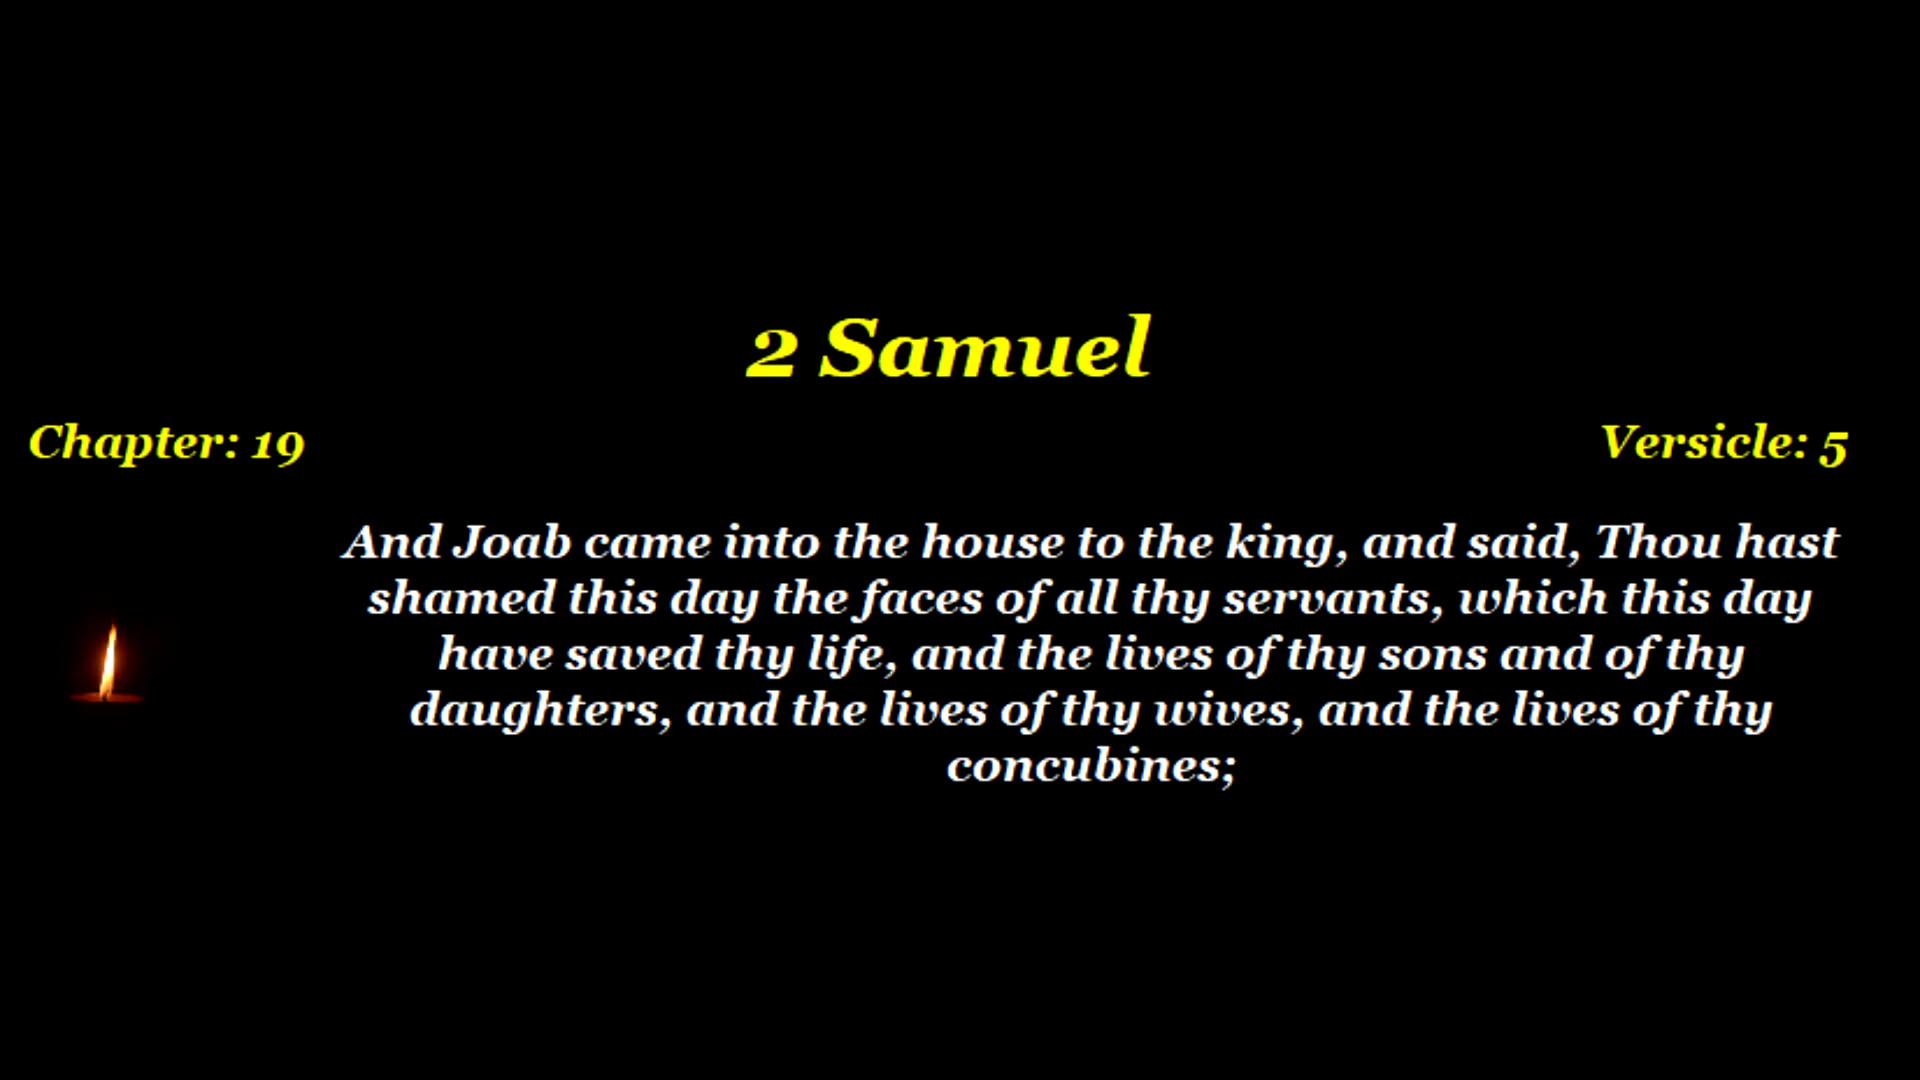 2 Samuel
Chapter: 19
Versicle: 5
And Joab came into the house to the king, and said, Thou hast
shamed this day the faces of all thy servants, which this day
have saved thy life, and the lives of thy sons and of thy
daughters, and the lives of thy wives, and the lives of thy
concubines;